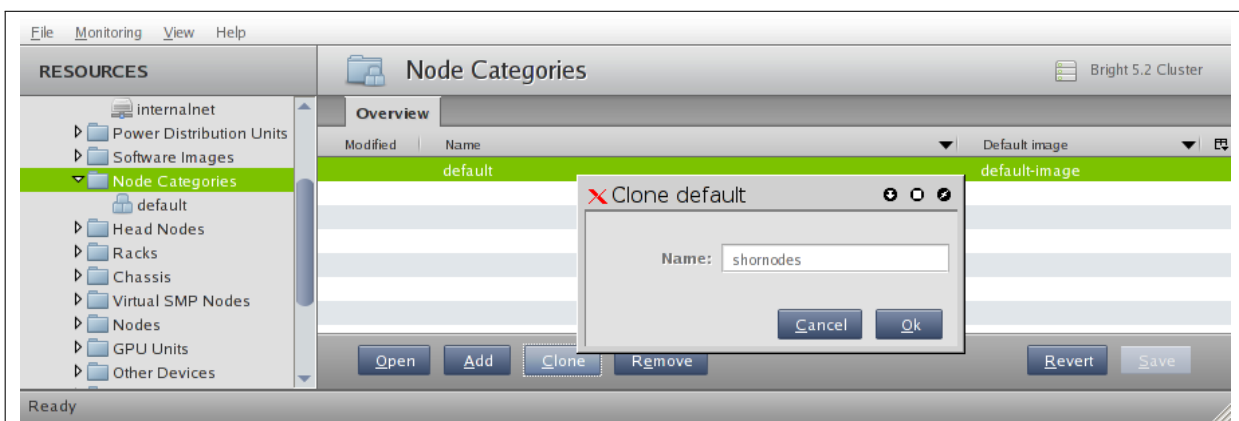 File Monitoring View Help
RESOURCES
Node Categories
Bright 5.2 Cluster
internalnet
Power Distribution Units
Software Images
Node Categories
default
Head Nodes
Racks
Chassis
Virtual SMP Nodes
Nodes
GPU Units
Other Devices
Overview
Modified Name Default image
default default-image
Clone default
Name: shornodes
Cancel Ok
Open Add Clone Remove Revert Save
Ready